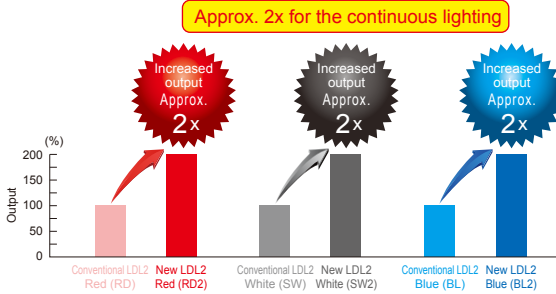 Approx. 2x for the continuous lighting
Increased
output
Approx.
2x
Increased
output
Approx.
2x
Increased
output
Approx.
2x
(%)
200
150
100
50
0
Output
Conventional LDL2
Red (RD)
New LDL2
Red (RD2)
Conventional LDL2
White (SW)
New LDL2
White (SW2)
Conventional LDL2
Blue (BL)
New LDL2
Blue (BL2)